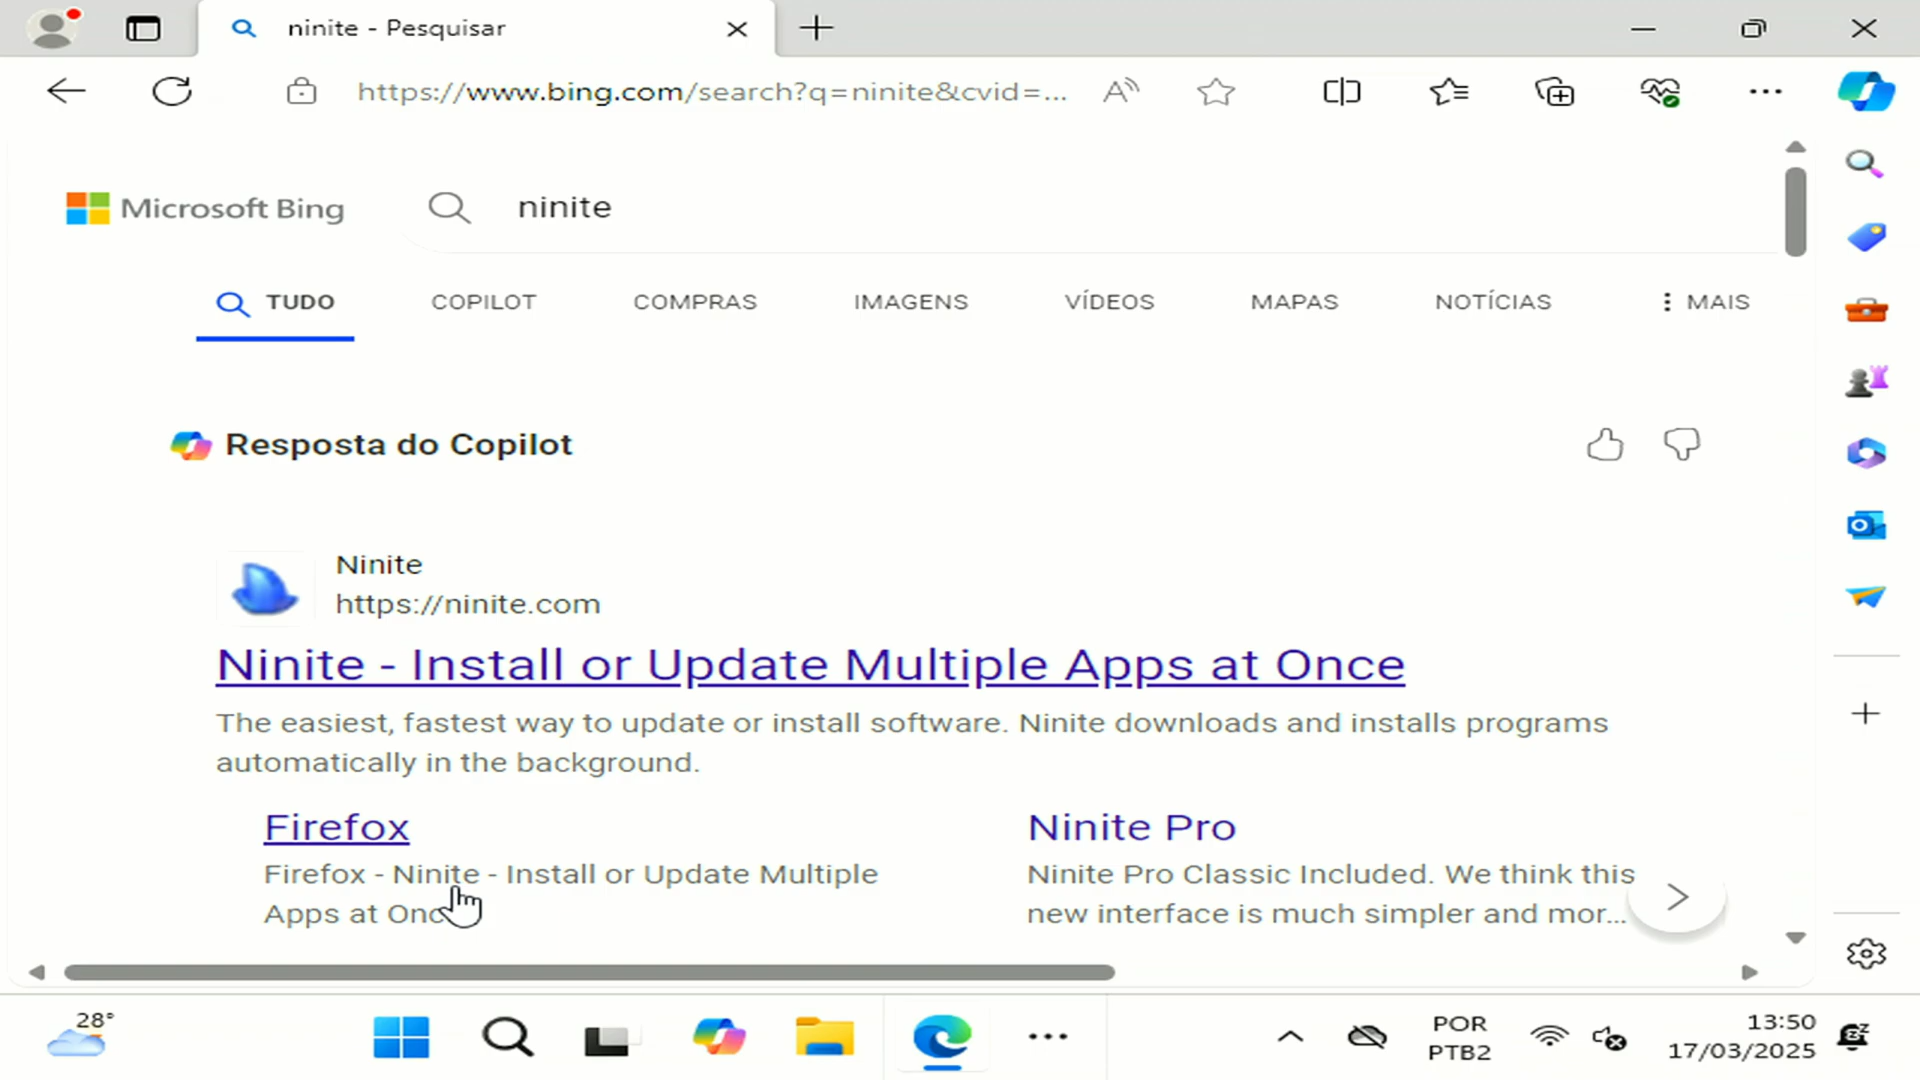 ninite - Pesquisar
https://www.bing.com/search?q=ninite&cvid=...
Microsoft Bing
ninite
TUDO
COPILOT
COMPRAS
IMAGENS
VÍDEOS
MAPAS
NOTÍCIAS
MAIS
Resposta do Copilot
Ninite
https://ninite.com
Ninite - Install or Update Multiple Apps at Once
The easiest, fastest way to update or install software. Ninite downloads and installs programs
automatically in the background.
Firefox
Firefox - Ninite - Install or Update Multiple
Apps at Onc
Ninite Pro
Ninite Pro Classic Included. We think this
new interface is much simpler and mor...
28°
POR
PTB2
13:50
17/03/2025